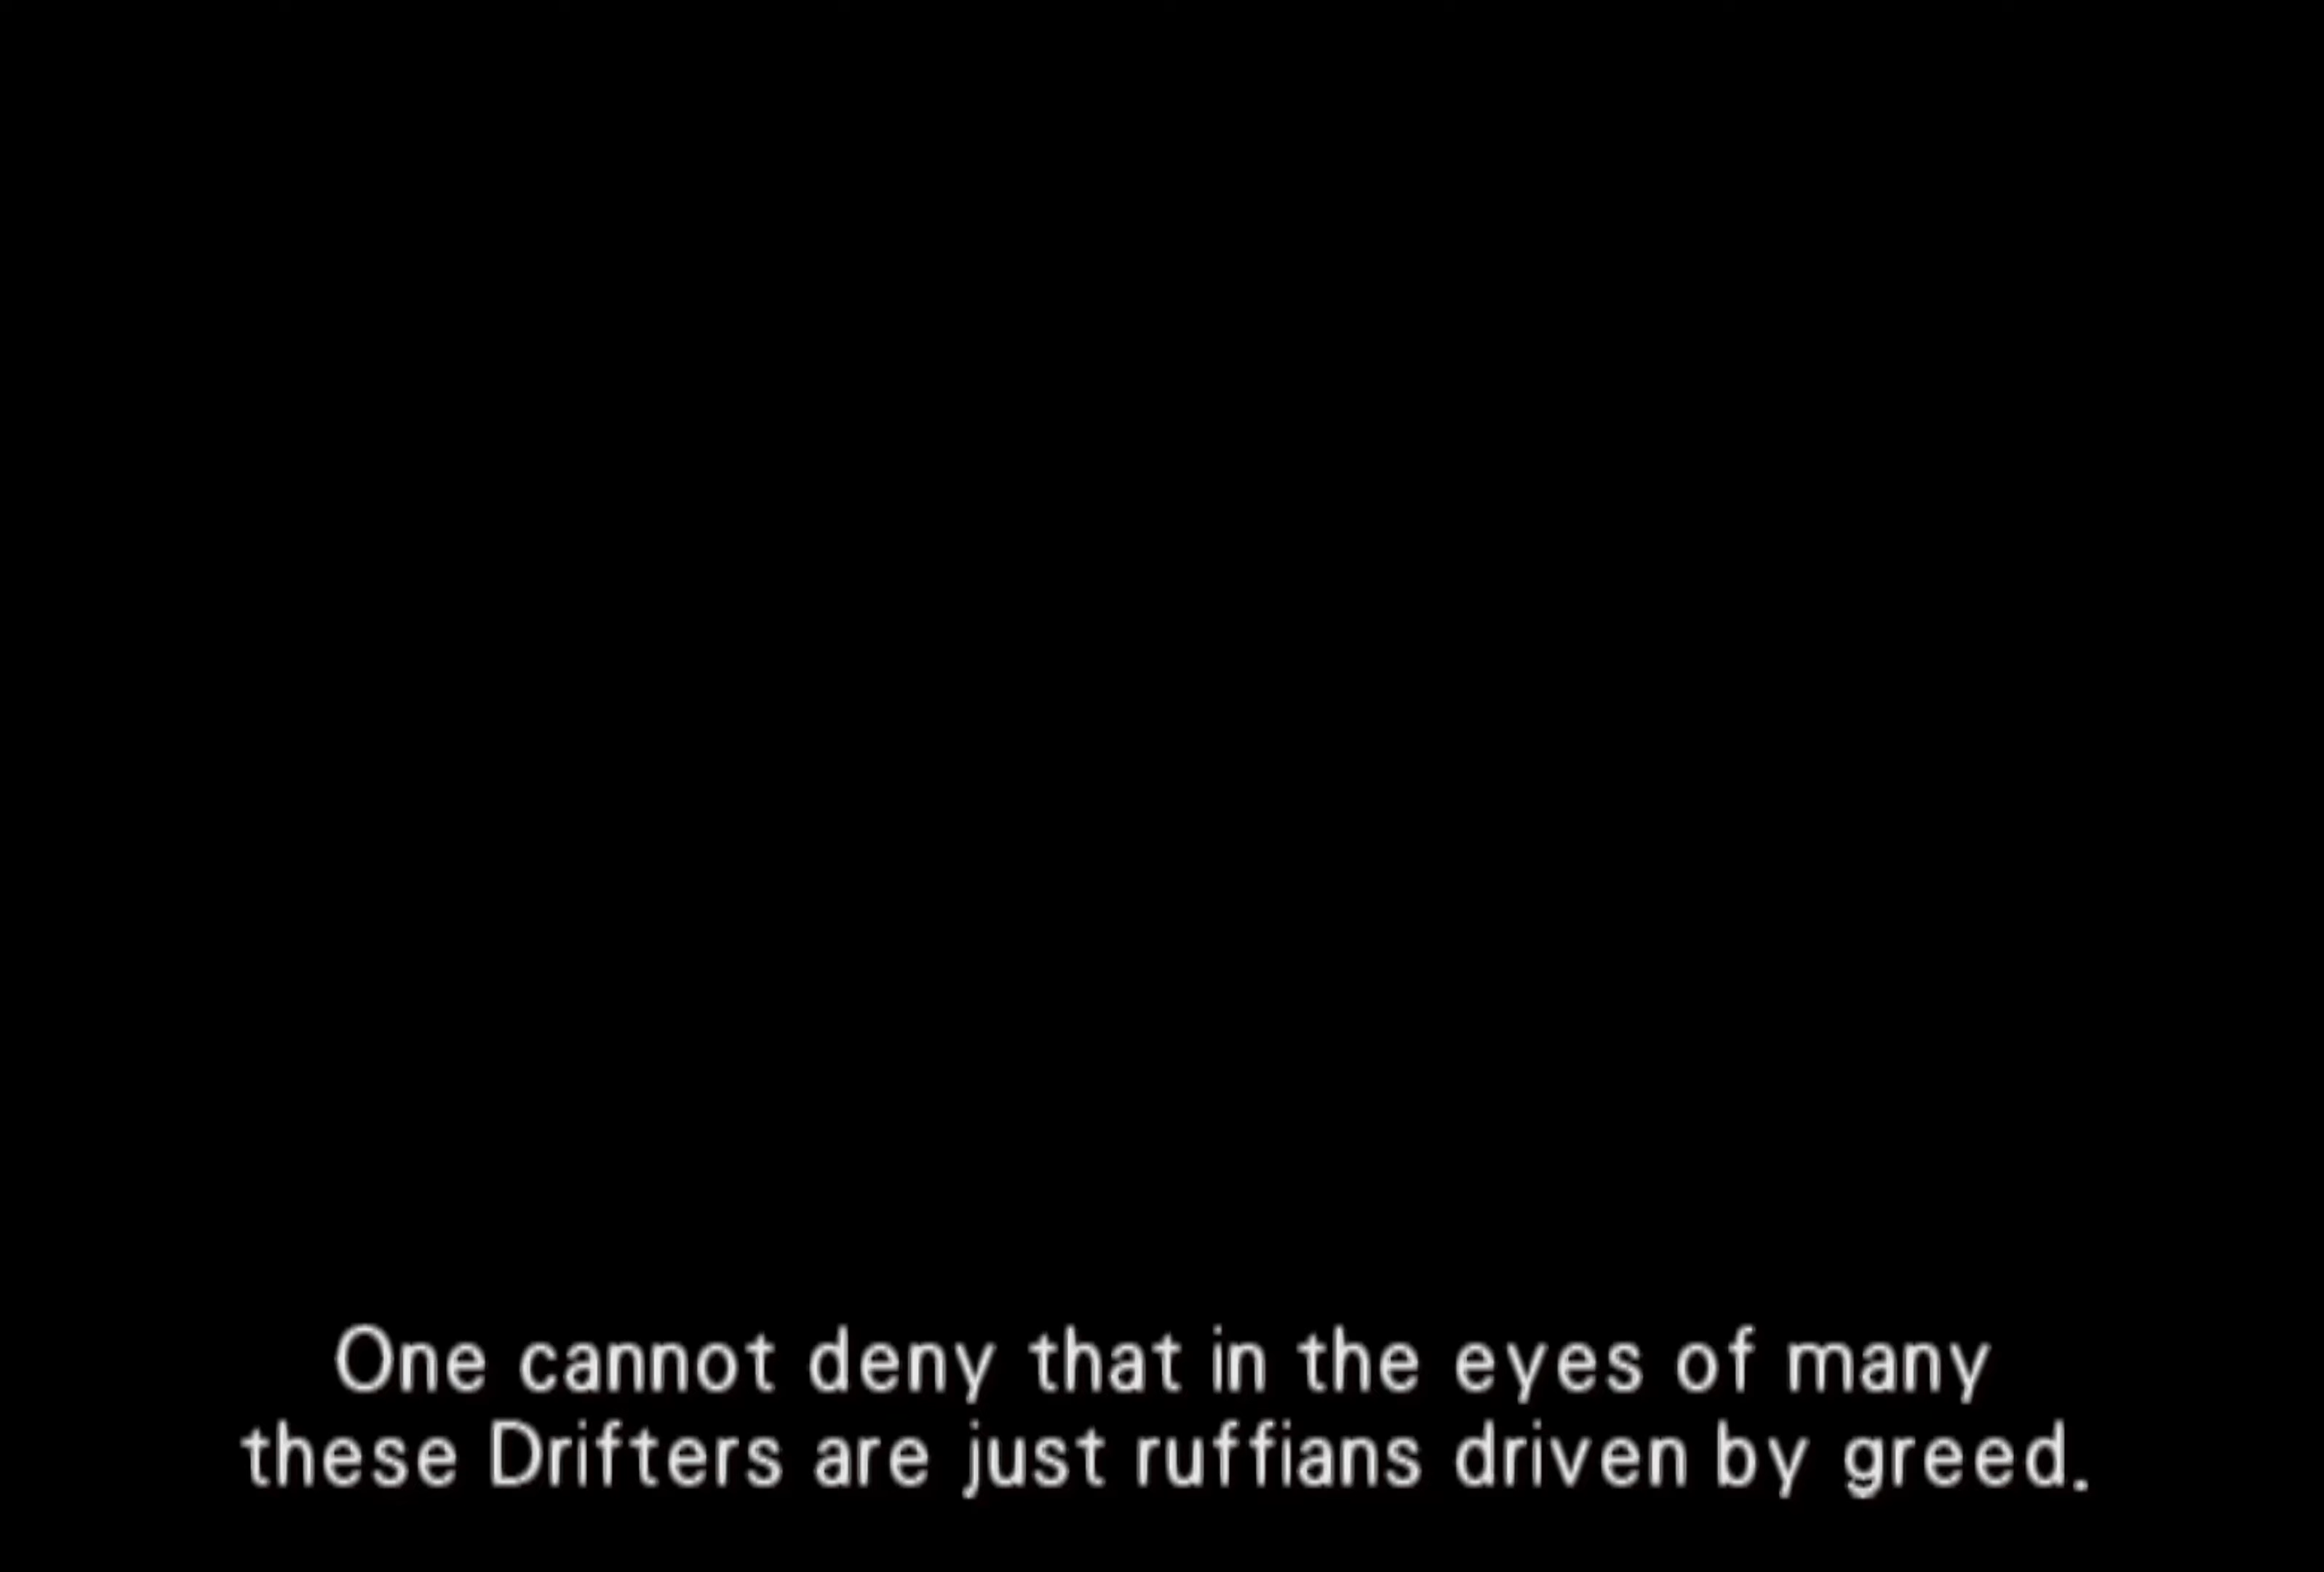 One cannot deny that in the eyes of many
these Drifters are just ruffians driven by greed.